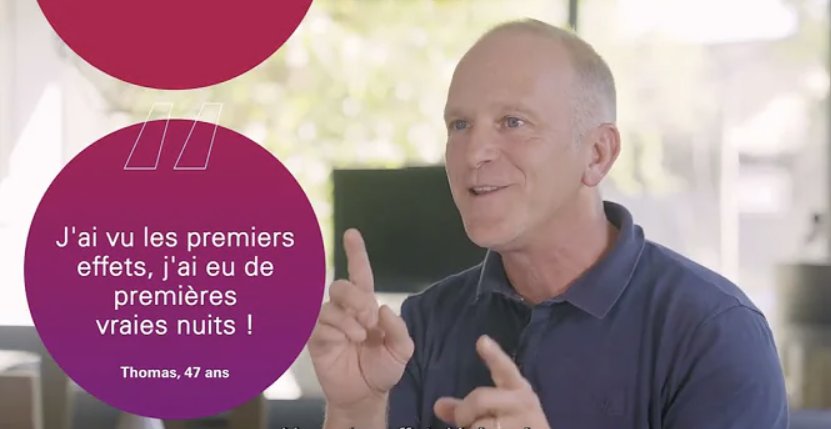 J'ai vu les premiers
effets, j'ai eu de
premières
vraies nuits !
Thomas, 47 ans